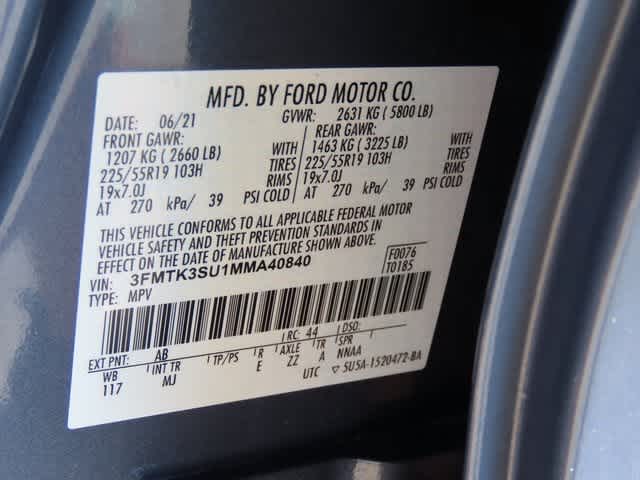 MFD. BY FORD MOTOR CO.
DATE: 06/21 GVWR: 2631 KG ( 5800 LB)
FRONT GAWR: REAR GAWR:
1207 KG ( 2660 LB) WITH 1463 KG ( 3225 LB) WITH
225/55R19 103H TIRES 225/55R19 103H TIRES
19x7.0J RIMS 19x7.0J RIMS
AT 270 kPa/ 39 PSI COLD AT 270 kPa/ 39 PSI COLD
THIS VEHICLE CONFORMS TO ALL APPLICABLE FEDERAL MOTOR
VEHICLE SAFETY AND THEFT PREVENTION STANDARDS IN
EFFECT ON THE DATE OF MANUFACTURE SHOWN ABOVE.
VIN: 3FMTK3SU1MMA40840 F0076
TYPE: MPV T0185
RC: 44 DSO:
EXT PNT: AB
WB INT TR TP/PS R AXLE TR SPR
117 MJ E ZZ A NNAA
UTC ▽ 5U5A-1520472-BA